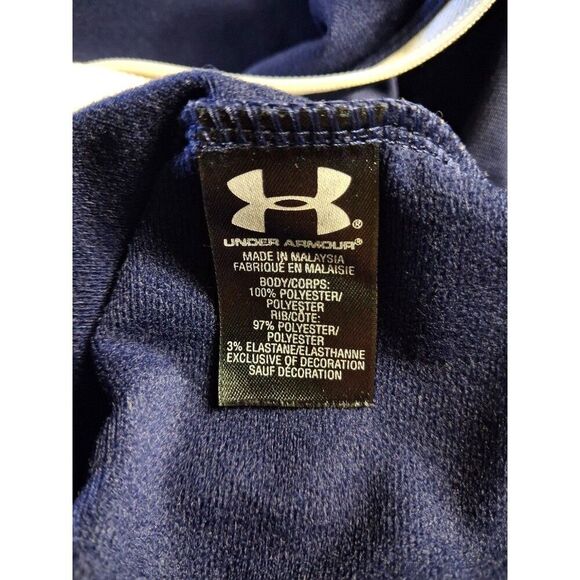 UNDER ARMOUR®
MADE IN MALAYSIA
FABRIQUÉ EN MALAISIE
BODY/CORPS:
100% POLYESTER/
POLYESTER
RIB/CÔTE:
97% POLYESTER/
POLYESTER
3% ELASTANE/ELASTHANNE
EXCLUSIVE OF DECORATION
SAUF DÉCORATION